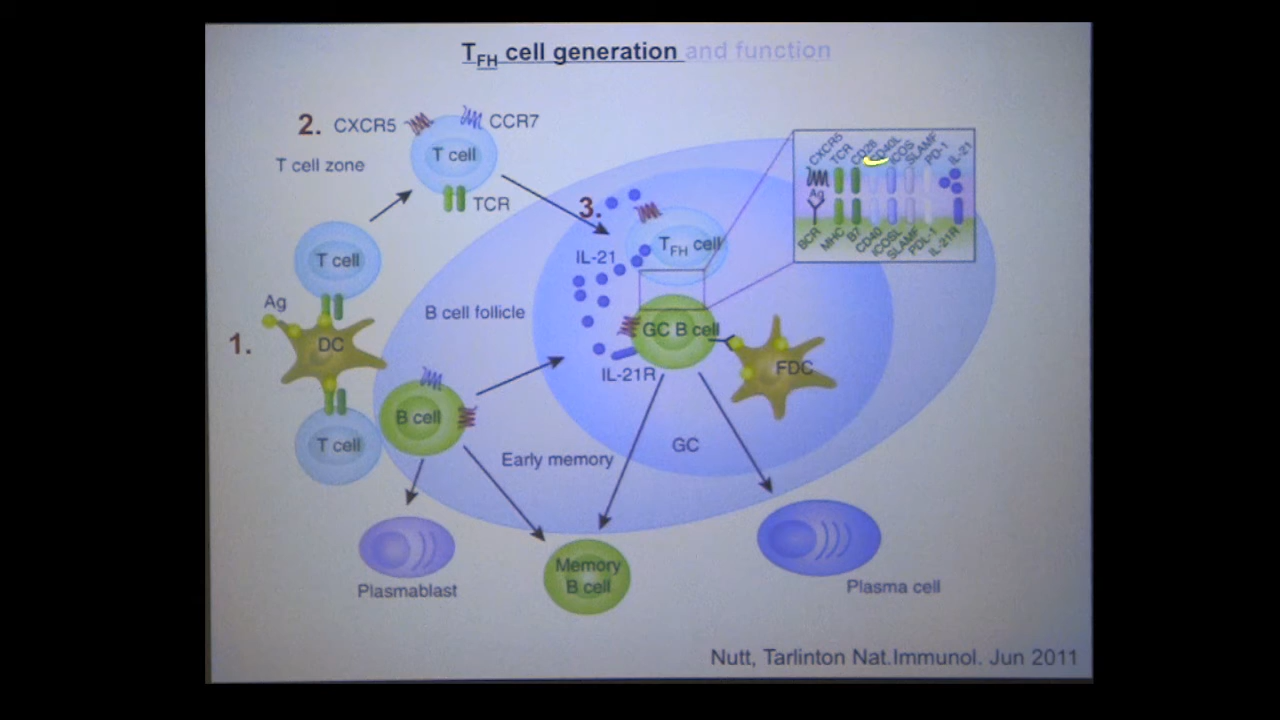 TFH cell generation and function
2. CXCR5
CCR7
T cell zone
T cell
TCR
3.
IL-21
TFH cell
CXCR5
TCR
CD28
CD40L
ICOS
SLAMF
PD-1
IL-21
Ag
BCR
MHC
B7
CD40
ICOSL
SLAMF
PDL-1
IL-21R
T cell
Ag
1.
DC
B cell follicle
GC B cell
IL-21R
FDC
B cell
T cell
Early memory
GC
Plasmablast
Memory
B cell
Plasma cell
Nutt, Tarlinton Nat.Immunol. Jun 2011